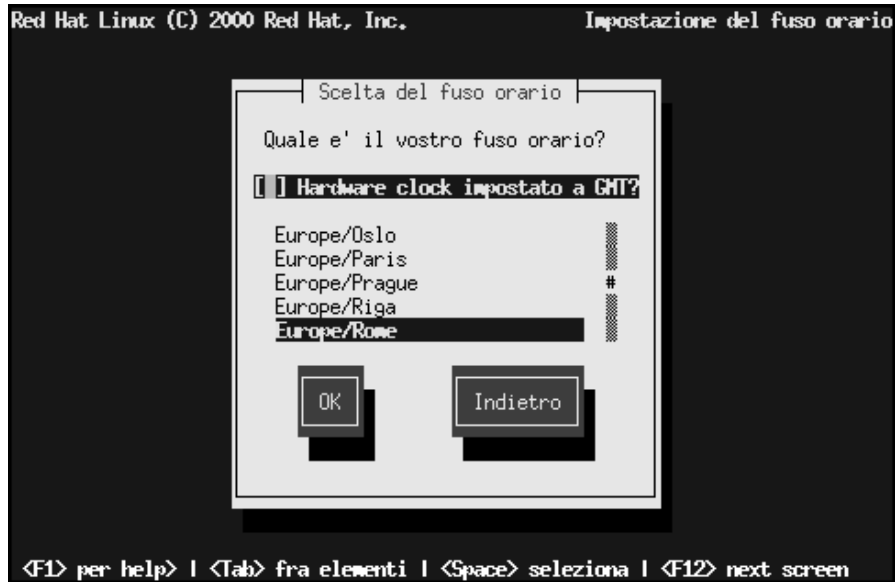 Red Hat Linux (C) 2000 Red Hat, Inc. Impostazione del fuso orario
Scelta del fuso orario
Quale e' il vostro fuso orario?
[ ] Hardware clock impostato a GMT?
Europe/Oslo
Europe/Paris
Europe/Prague #
Europe/Riga
Europe/Rome
OK Indietro
<F1> per help> | <Tab> fra elementi | <Space> seleziona | <F12> next screen